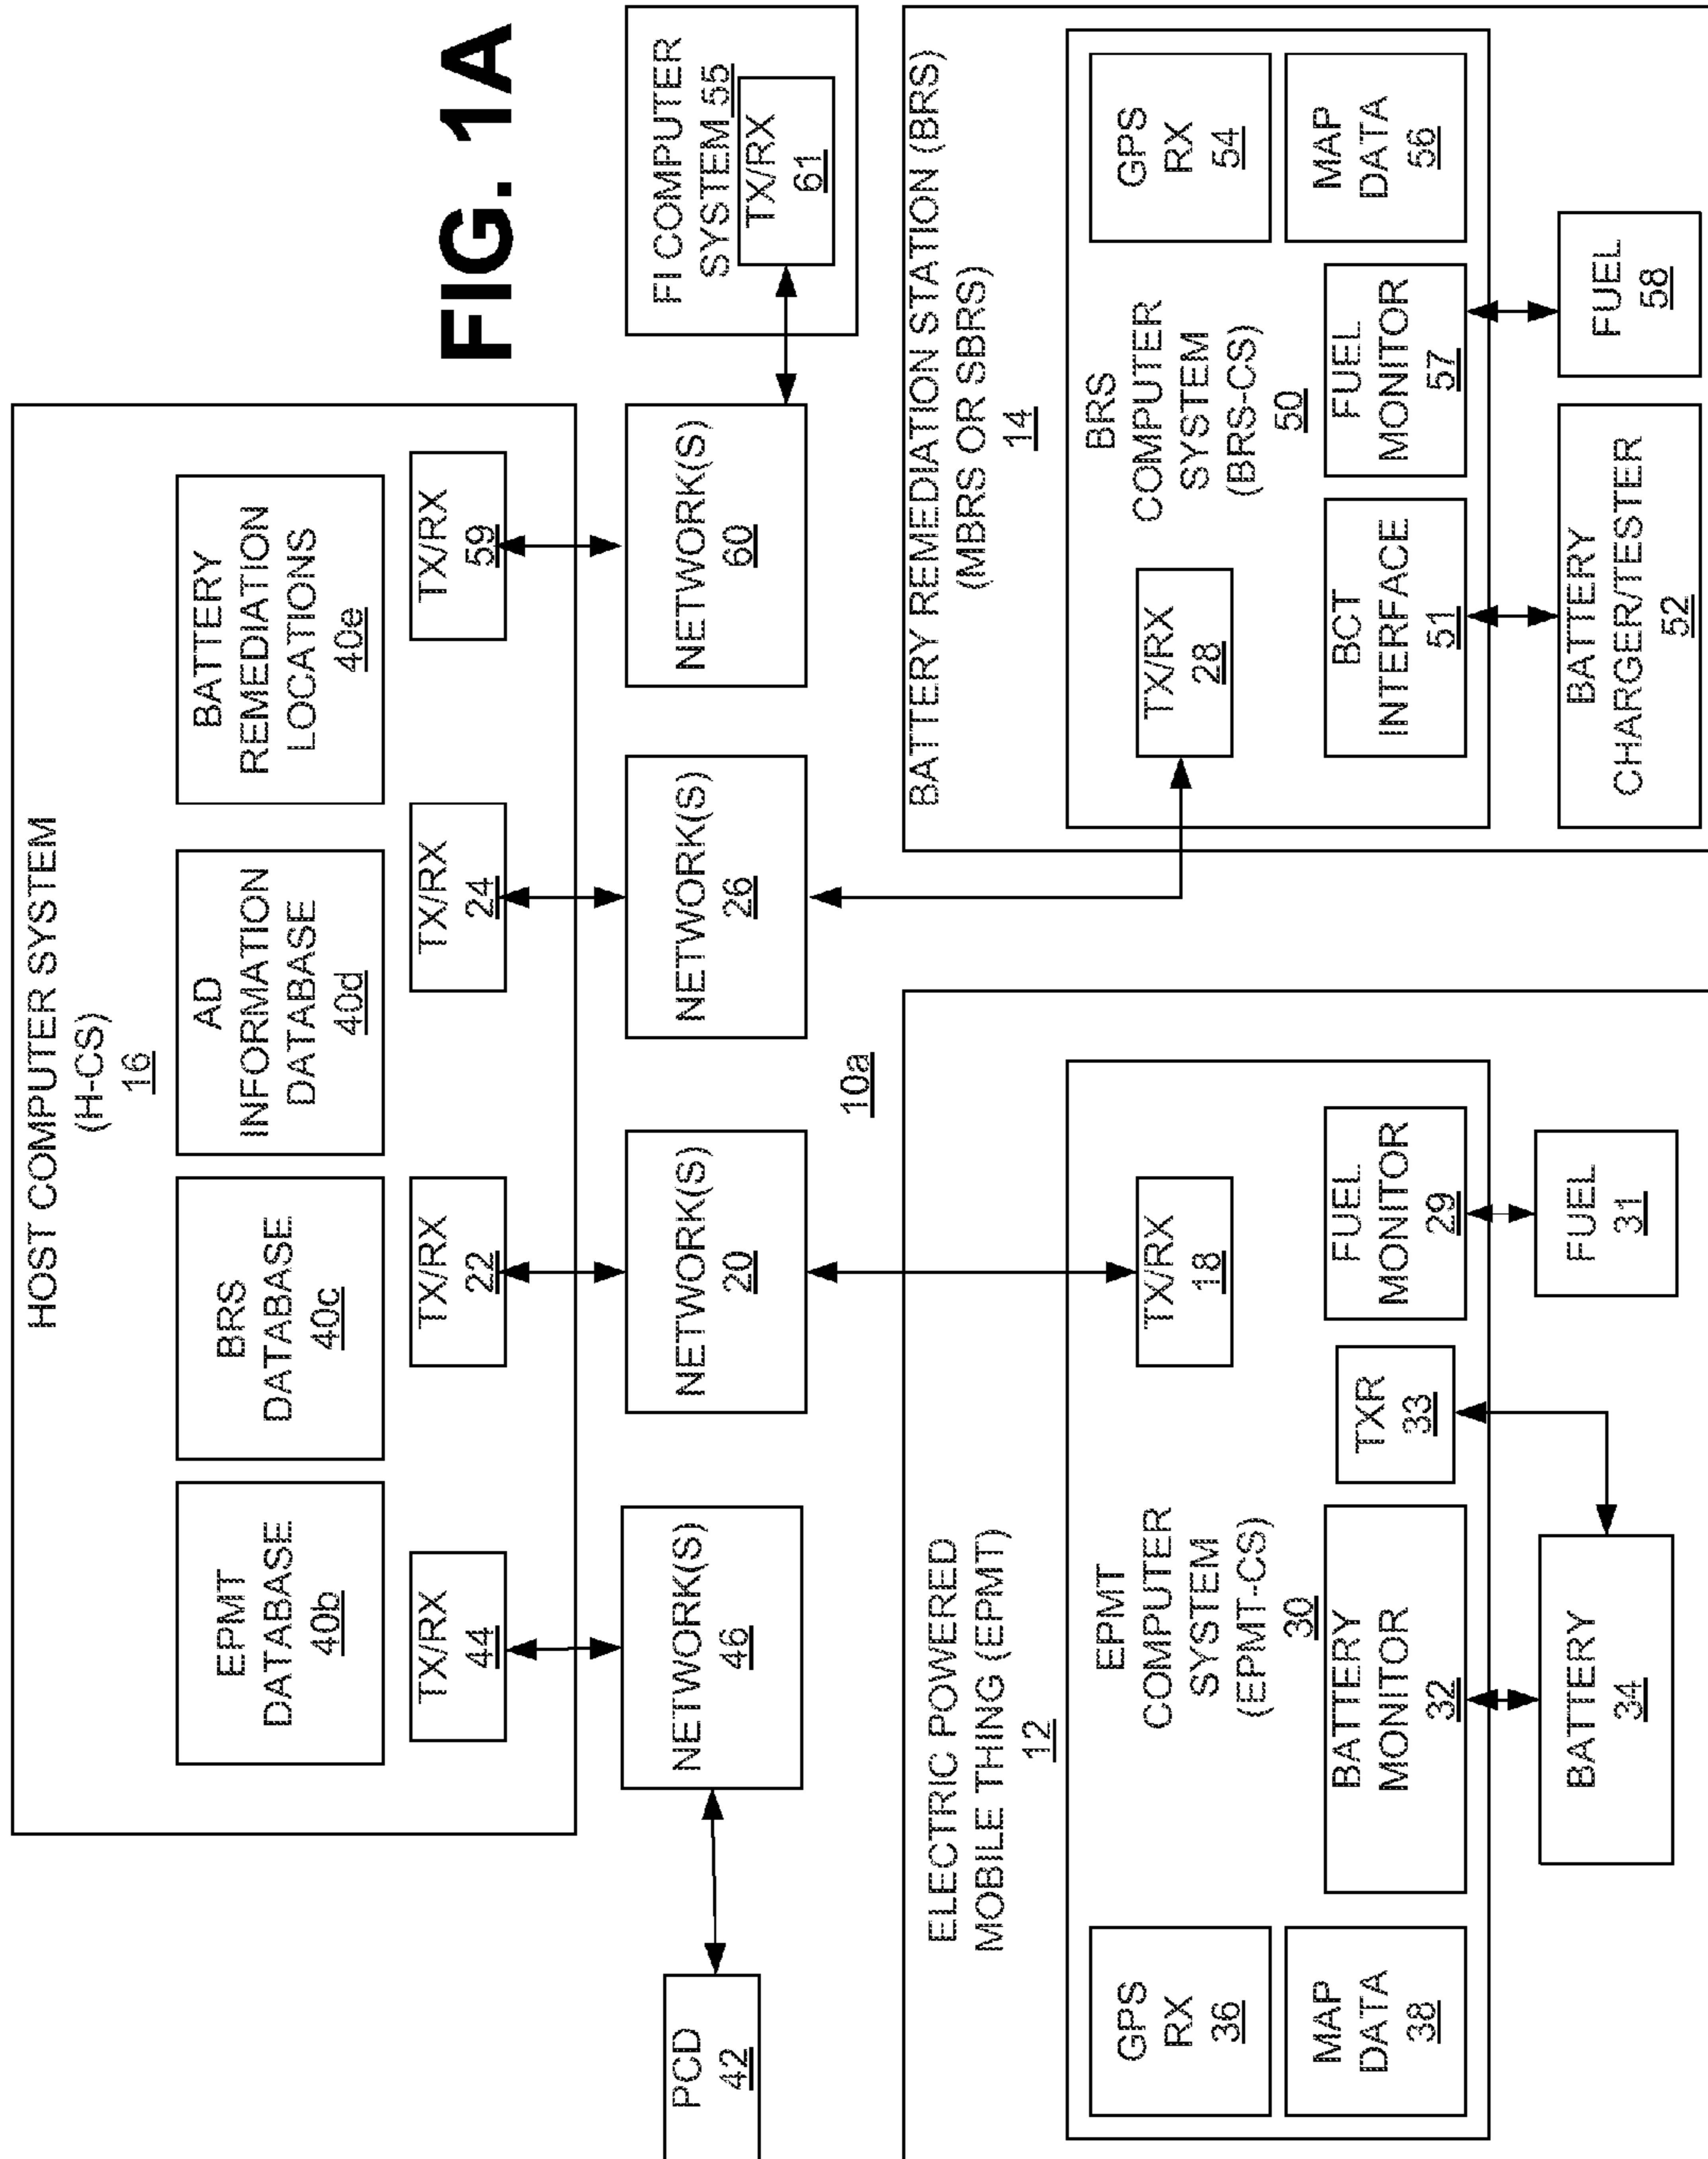 HOST COMPUTER SYSTEM
(H-CS)
16
EPMT
DATABASE
40b
BRS
DATABASE
40c
AD
INFORMATION
DATABASE
40d
BATTERY
REMEDIATION
LOCATIONS
40e
TX/RX
44
TX/RX
22
TX/RX
24
TX/RX
59
FIG. 1A
PCD
42
NETWORK(S)
46
NETWORK(S)
20
NETWORK(S)
26
NETWORK(S)
60
FI COMPUTER
SYSTEM 55
TX/RX
61
10a
ELECTRIC POWERED
MOBILE THING (EPMT)
12
GPS
RX
36
MAP
DATA
38
EPMT
COMPUTER
SYSTEM
(EPMT-CS)
30
TX/RX
18
BATTERY
MONITOR
32
TXR
33
FUEL
MONITOR
29
BATTERY
34
FUEL
31
BATTERY REMEDIATION STATION (BRS)
(MBRS OR SBRS)
14
TX/RX
28
BRS
COMPUTER
SYSTEM
(BRS-CS)
50
GPS
RX
54
MAP
DATA
56
BCT
INTERFACE
51
FUEL
MONITOR
57
BATTERY
CHARGER/TESTER
52
FUEL
58